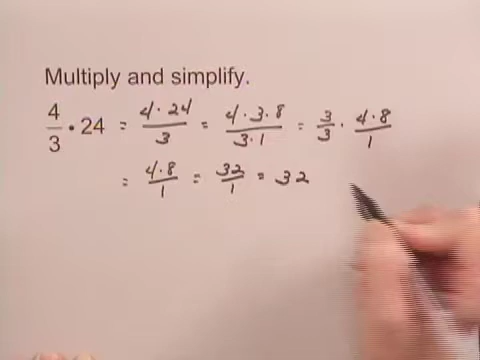 Multiply and simplify.
4/3 • 24 = 4·24/3 = 4·3·8/3·1 = 3/3 · 4·8/1
= 4·8/1 = 32/1 = 32